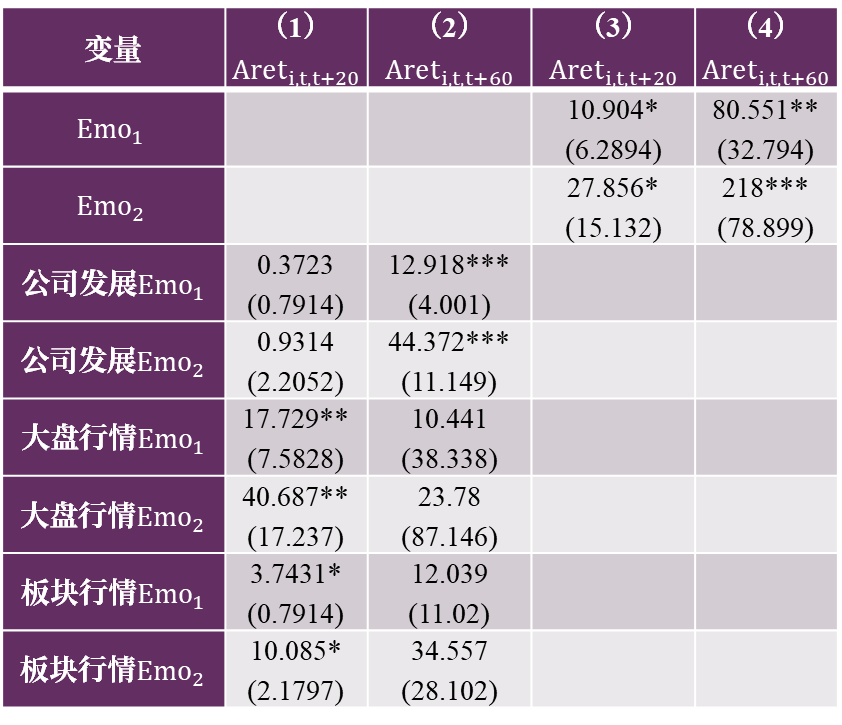 变量 (1) (2) (3) (4)
Aret_{i,t,t+20} Aret_{i,t,t+60} Aret_{i,t,t+20} Aret_{i,t,t+60}
Emo₁ 10.904* 80.551**
(6.2894) (32.794)
Emo₂ 27.856* 218***
(15.132) (78.899)
公司发展Emo₁ 0.3723 12.918***
(0.7914) (4.001)
公司发展Emo₂ 0.9314 44.372***
(2.2052) (11.149)
大盘行情Emo₁ 17.729** 10.441
(7.5828) (38.338)
大盘行情Emo₂ 40.687** 23.78
(17.237) (87.146)
板块行情Emo₁ 3.7431* 12.039
(0.7914) (11.02)
板块行情Emo₂ 10.085* 34.557
(2.1797) (28.102)